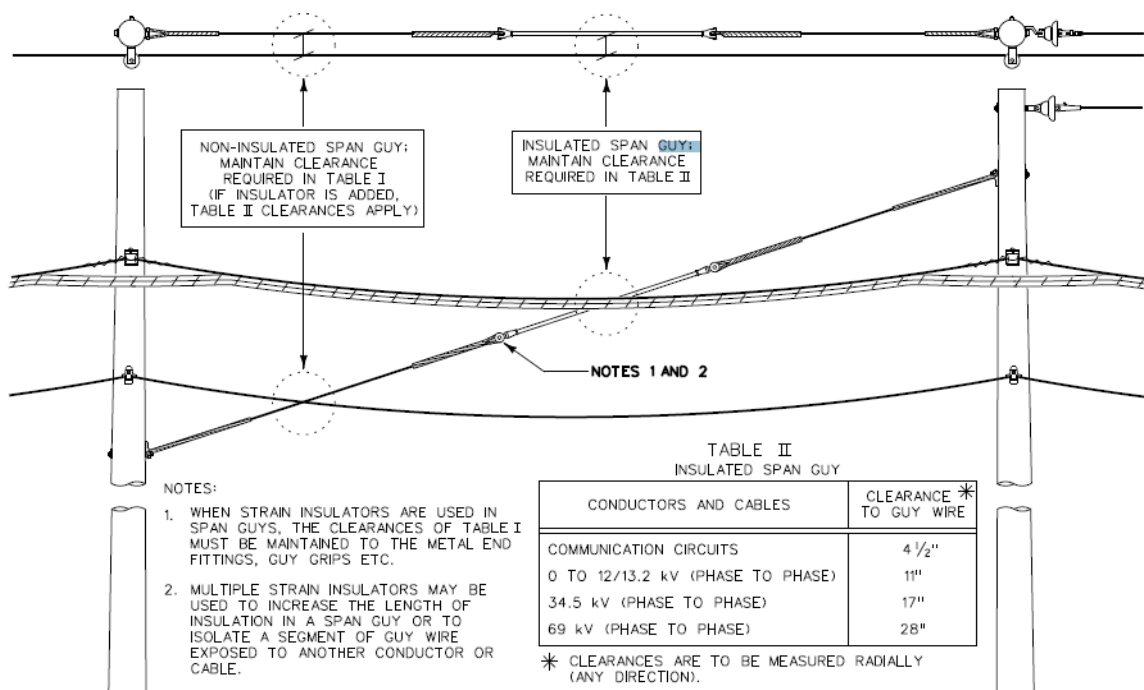 NON-INSULATED SPAN GUY;
MAINTAIN CLEARANCE
REQUIRED IN TABLE I
(IF INSULATOR IS ADDED,
TABLE II CLEARANCES APPLY)
INSULATED SPAN GUY;
MAINTAIN CLEARANCE
REQUIRED IN TABLE II
NOTES 1 AND 2
NOTES:
1. WHEN STRAIN INSULATORS ARE USED IN
SPAN GUYS, THE CLEARANCES OF TABLE I
MUST BE MAINTAINED TO THE METAL END
FITTINGS, GUY GRIPS ETC.
2. MULTIPLE STRAIN INSULATORS MAY BE
USED TO INCREASE THE LENGTH OF
INSULATION IN A SPAN GUY OR TO
ISOLATE A SEGMENT OF GUY WIRE
EXPOSED TO ANOTHER CONDUCTOR OR
CABLE.
TABLE II
INSULATED SPAN GUY
CONDUCTORS AND CABLES
CLEARANCE *
TO GUY WIRE
COMMUNICATION CIRCUITS 4 1/2"
0 TO 12/13.2 kV (PHASE TO PHASE) 11"
34.5 kV (PHASE TO PHASE) 17"
69 kV (PHASE TO PHASE) 28"
* CLEARANCES ARE TO BE MEASURED RADIALLY
(ANY DIRECTION).